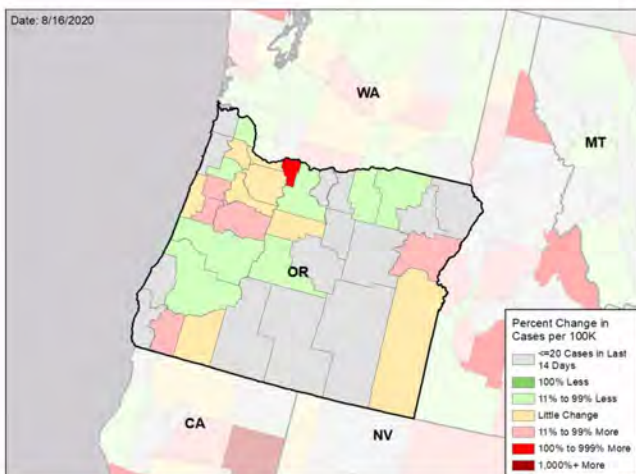 Date: 8/16/2020
WA
MT
OR
CA
NV
Percent Change in
Cases per 100K
<=20 Cases in Last
14 Days
100% Less
11% to 99% Less
Little Change
11% to 99% More
100% to 999% More
1,000%+ More